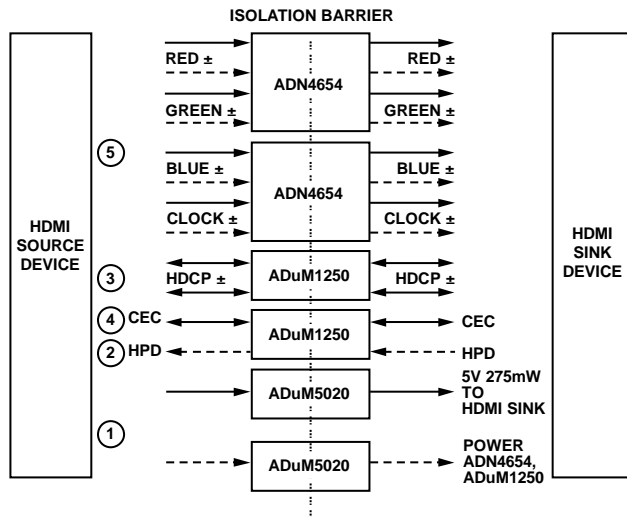 ISOLATION BARRIER
RED ±
ADN4654
RED ±
GREEN ±
GREEN ±
5
BLUE ±
ADN4654
BLUE ±
CLOCK ±
CLOCK ±
HDMI
SOURCE
DEVICE
HDMI
SINK
DEVICE
3
HDCP ±
ADuM1250
HDCP ±
4
CEC
ADuM1250
CEC
2
HPD
HPD
ADuM5020
5V 275mW
TO
HDMI SINK
1
ADuM5020
POWER
ADN4654,
ADuM1250